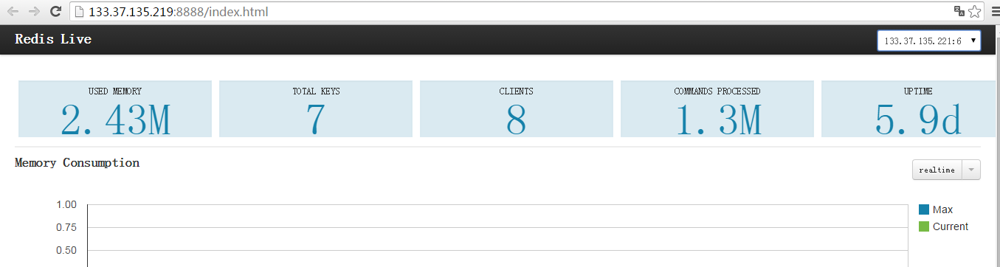 133.37.135.219:8888/index.html
Redis Live
133.37.135.221:6
USED MEMORY
TOTAL KEYS
CLIENTS
COMMANDS PROCESSED
UPTIME
2.43M
7
8
1.3M
5.9d
Memory Consumption
realtime
1.00
0.75
0.50
Max
Current